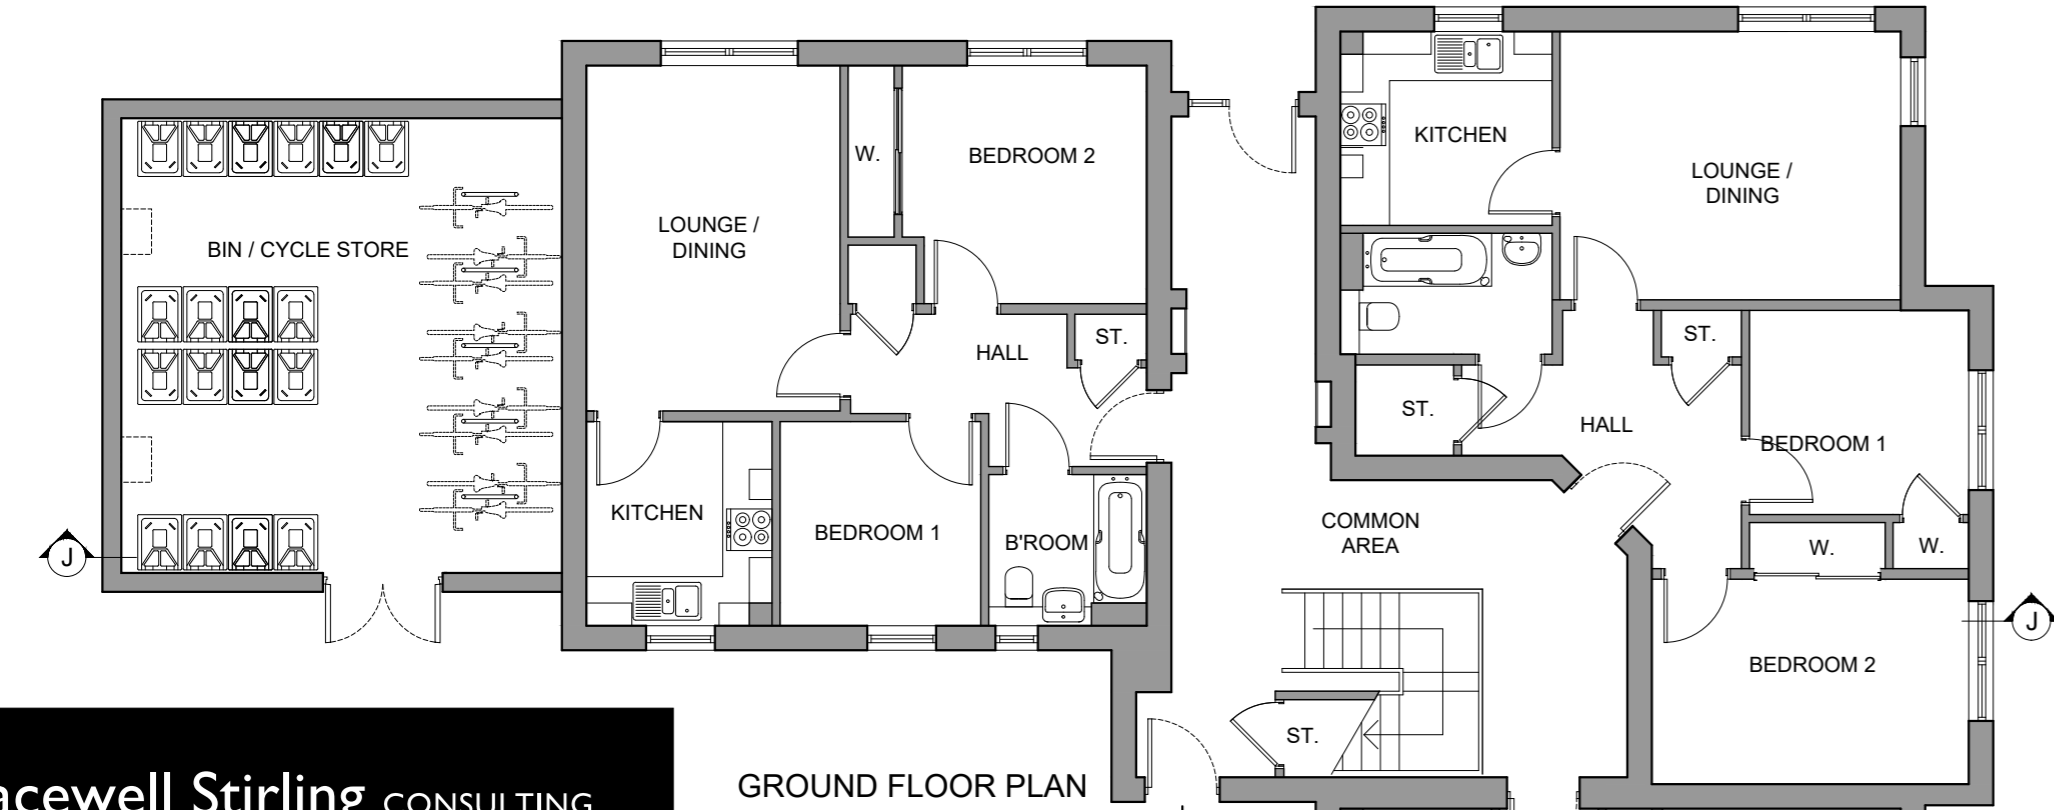 KITCHEN
LOUNGE /
DINING
W.
BEDROOM 2
LOUNGE /
DINING
BIN / CYCLE STORE
HALL
ST.
ST.
ST.
HALL
BEDROOM 1
KITCHEN
BEDROOM 1
B'ROOM
COMMON
AREA
W.
W.
J
J
BEDROOM 2
ST.
GROUND FLOOR PLAN
acewell Stirling CONSULTING